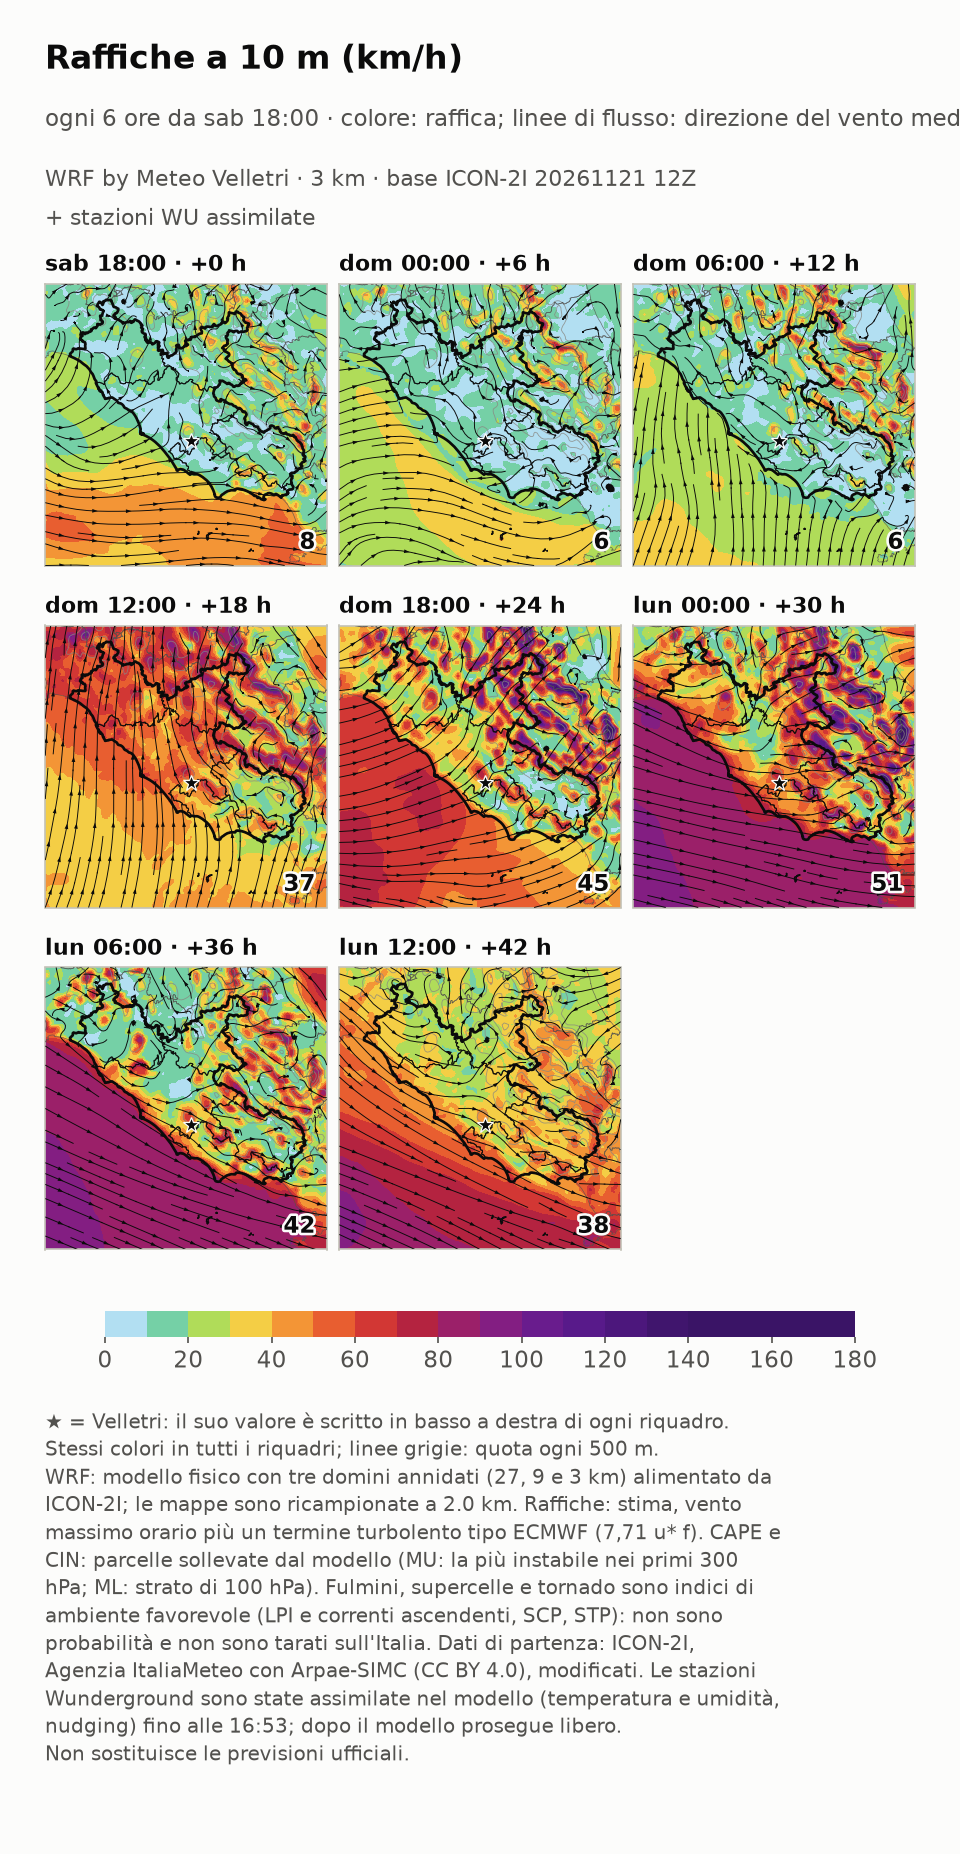 Raffiche a 10 m (km/h)
ogni 6 ore da sab 18:00 · colore: raffica; linee di flusso: direzione del vento med
WRF by Meteo Velletri · 3 km · base ICON-2I 20261121 12Z
+ stazioni WU assimilate
sab 18:00 · +0 h
dom 00:00 · +6 h
dom 06:00 · +12 h
8
6
6
dom 12:00 · +18 h
dom 18:00 · +24 h
lun 00:00 · +30 h
37
45
51
lun 06:00 · +36 h
lun 12:00 · +42 h
42
38
0 20 40 60 80 100 120 140 160 180
★ = Velletri: il suo valore è scritto in basso a destra di ogni riquadro.
Stessi colori in tutti i riquadri; linee grigie: quota ogni 500 m.
WRF: modello fisico con tre domini annidati (27, 9 e 3 km) alimentato da
ICON-2I; le mappe sono ricampionate a 2.0 km. Raffiche: stima, vento
massimo orario più un termine turbolento tipo ECMWF (7,71 u* f). CAPE e
CIN: parcelle sollevate dal modello (MU: la più instabile nei primi 300
hPa; ML: strato di 100 hPa). Fulmini, supercelle e tornado sono indici di
ambiente favorevole (LPI e correnti ascendenti, SCP, STP): non sono
probabilità e non sono tarati sull'Italia. Dati di partenza: ICON-2I,
Agenzia ItaliaMeteo con Arpae-SIMC (CC BY 4.0), modificati. Le stazioni
Wunderground sono state assimilate nel modello (temperatura e umidità,
nudging) fino alle 16:53; dopo il modello prosegue libero.
Non sostituisce le previsioni ufficiali.